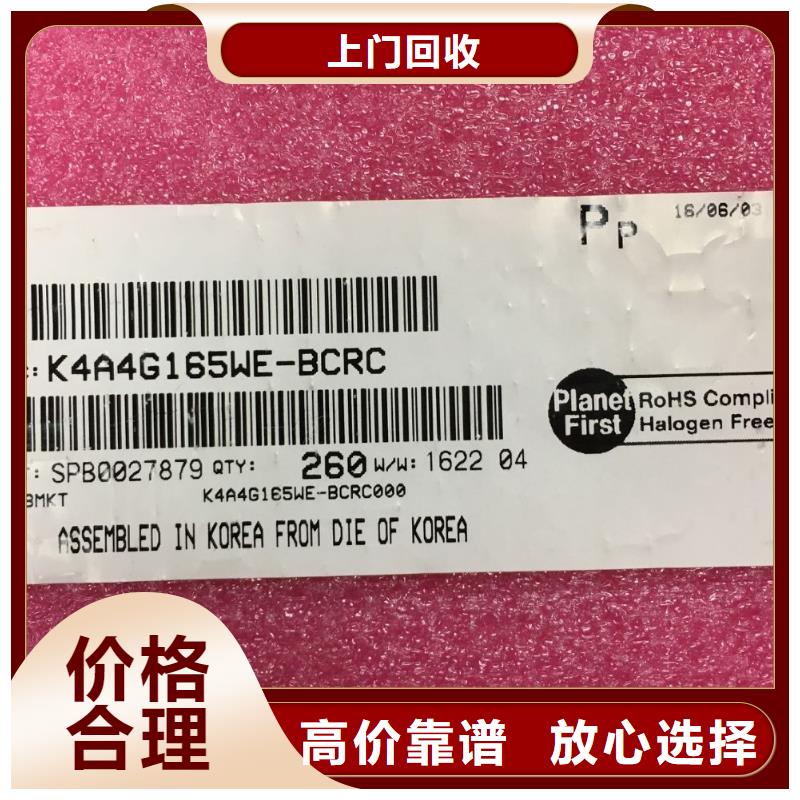 上门回收
Pp 16/06/03
K4A4G165WE-BCRC
Planet First
RoHS Compli
Halogen Free
SPB0027879 QTY: 260 W/W: 1622 04
BMKT K4A4G165WE-BCRC000
ASSEMBLED IN KOREA FROM DIE OF KOREA
价格
合理
高价靠谱 放心选择